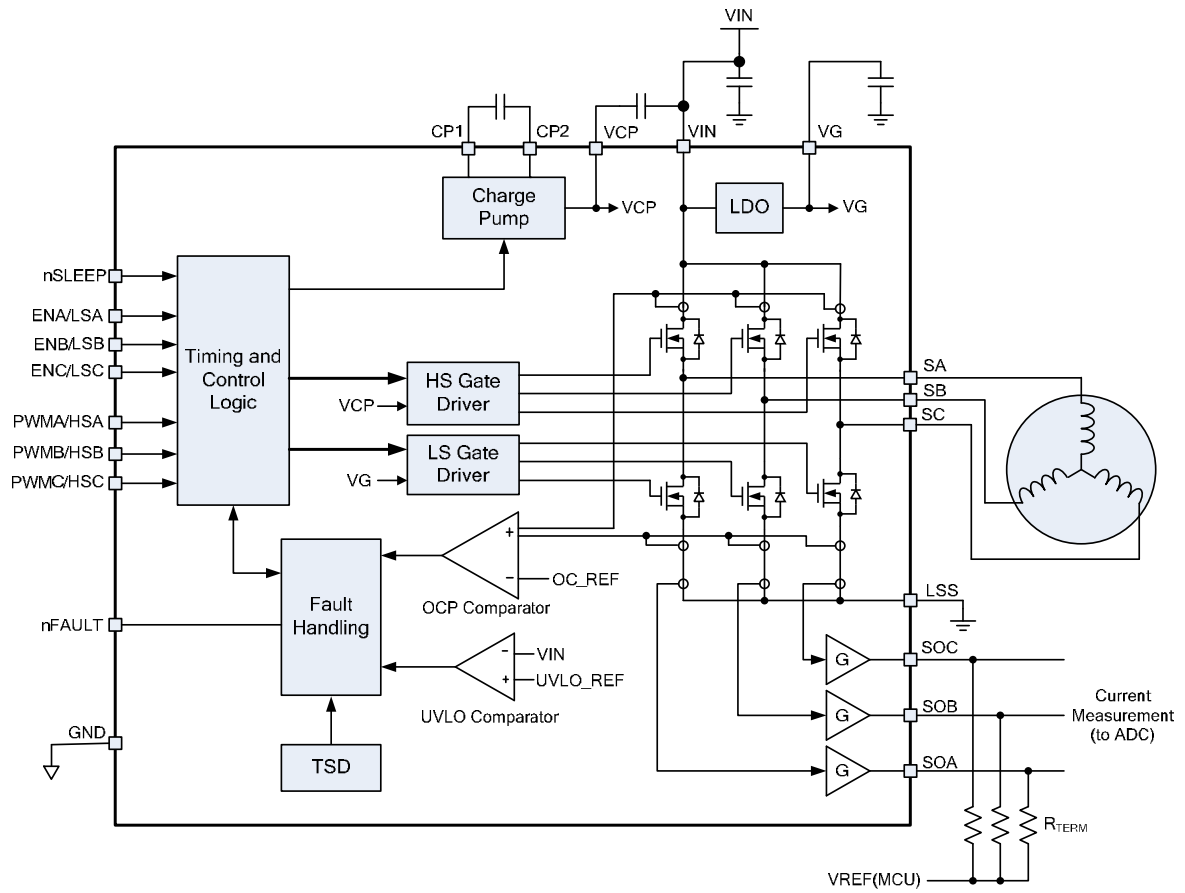 VIN
CP1
CP2
VCP
VIN
VG
Charge
Pump
VCP
LDO
VG
nSLEEP
ENA/LSA
ENB/LSB
ENC/LSC
PWMA/HSA
PWMB/HSB
PWMC/HSC
Timing and
Control
Logic
HS Gate
Driver
VCP
LS Gate
Driver
VG
SA
SB
SC
+
−
OC_REF
OCP Comparator
Fault
Handling
nFAULT
LSS
−
VIN
+
UVLO_REF
UVLO Comparator
G
SOC
G
SOB
G
SOA
Current
Measurement
(to ADC)
GND
TSD
RTERM
VREF(MCU)